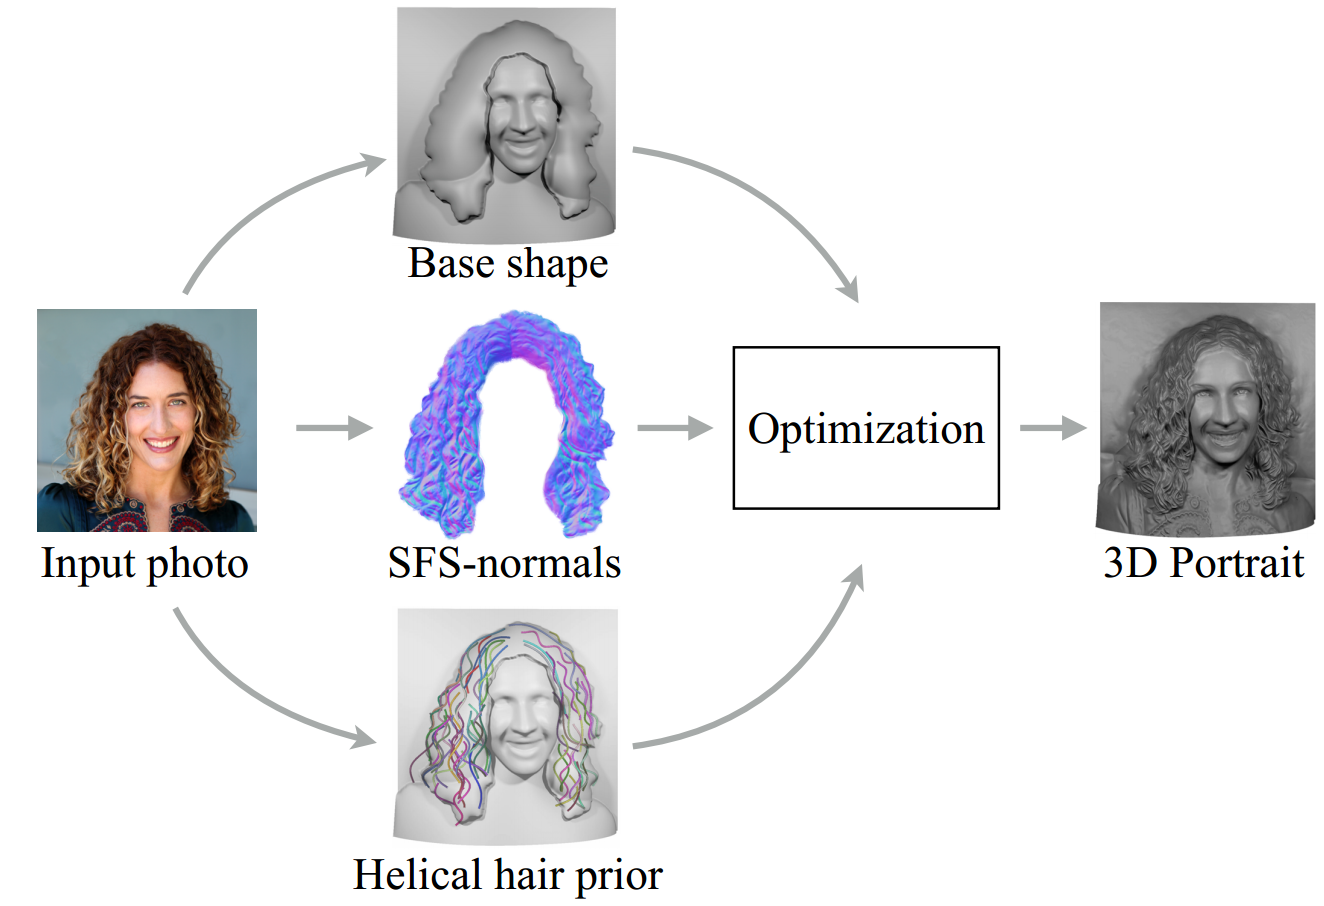 Base shape
Input photo
SFS-normals
Optimization
3D Portrait
Helical hair prior